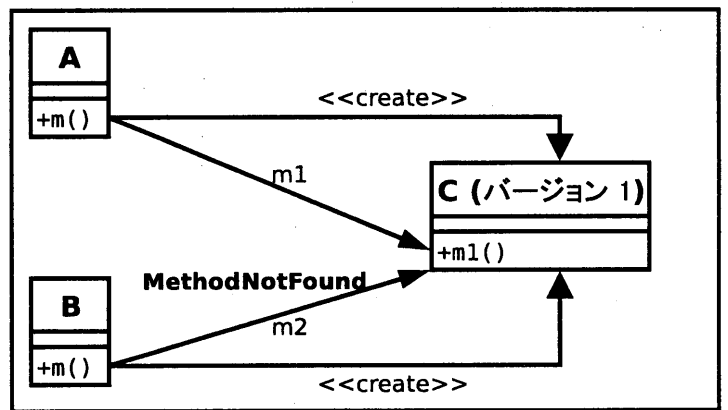 A
+m()
<<create>>
m1
C (バージョン 1)
+m1()
MethodNotFound
B
+m()
m2
<<create>>